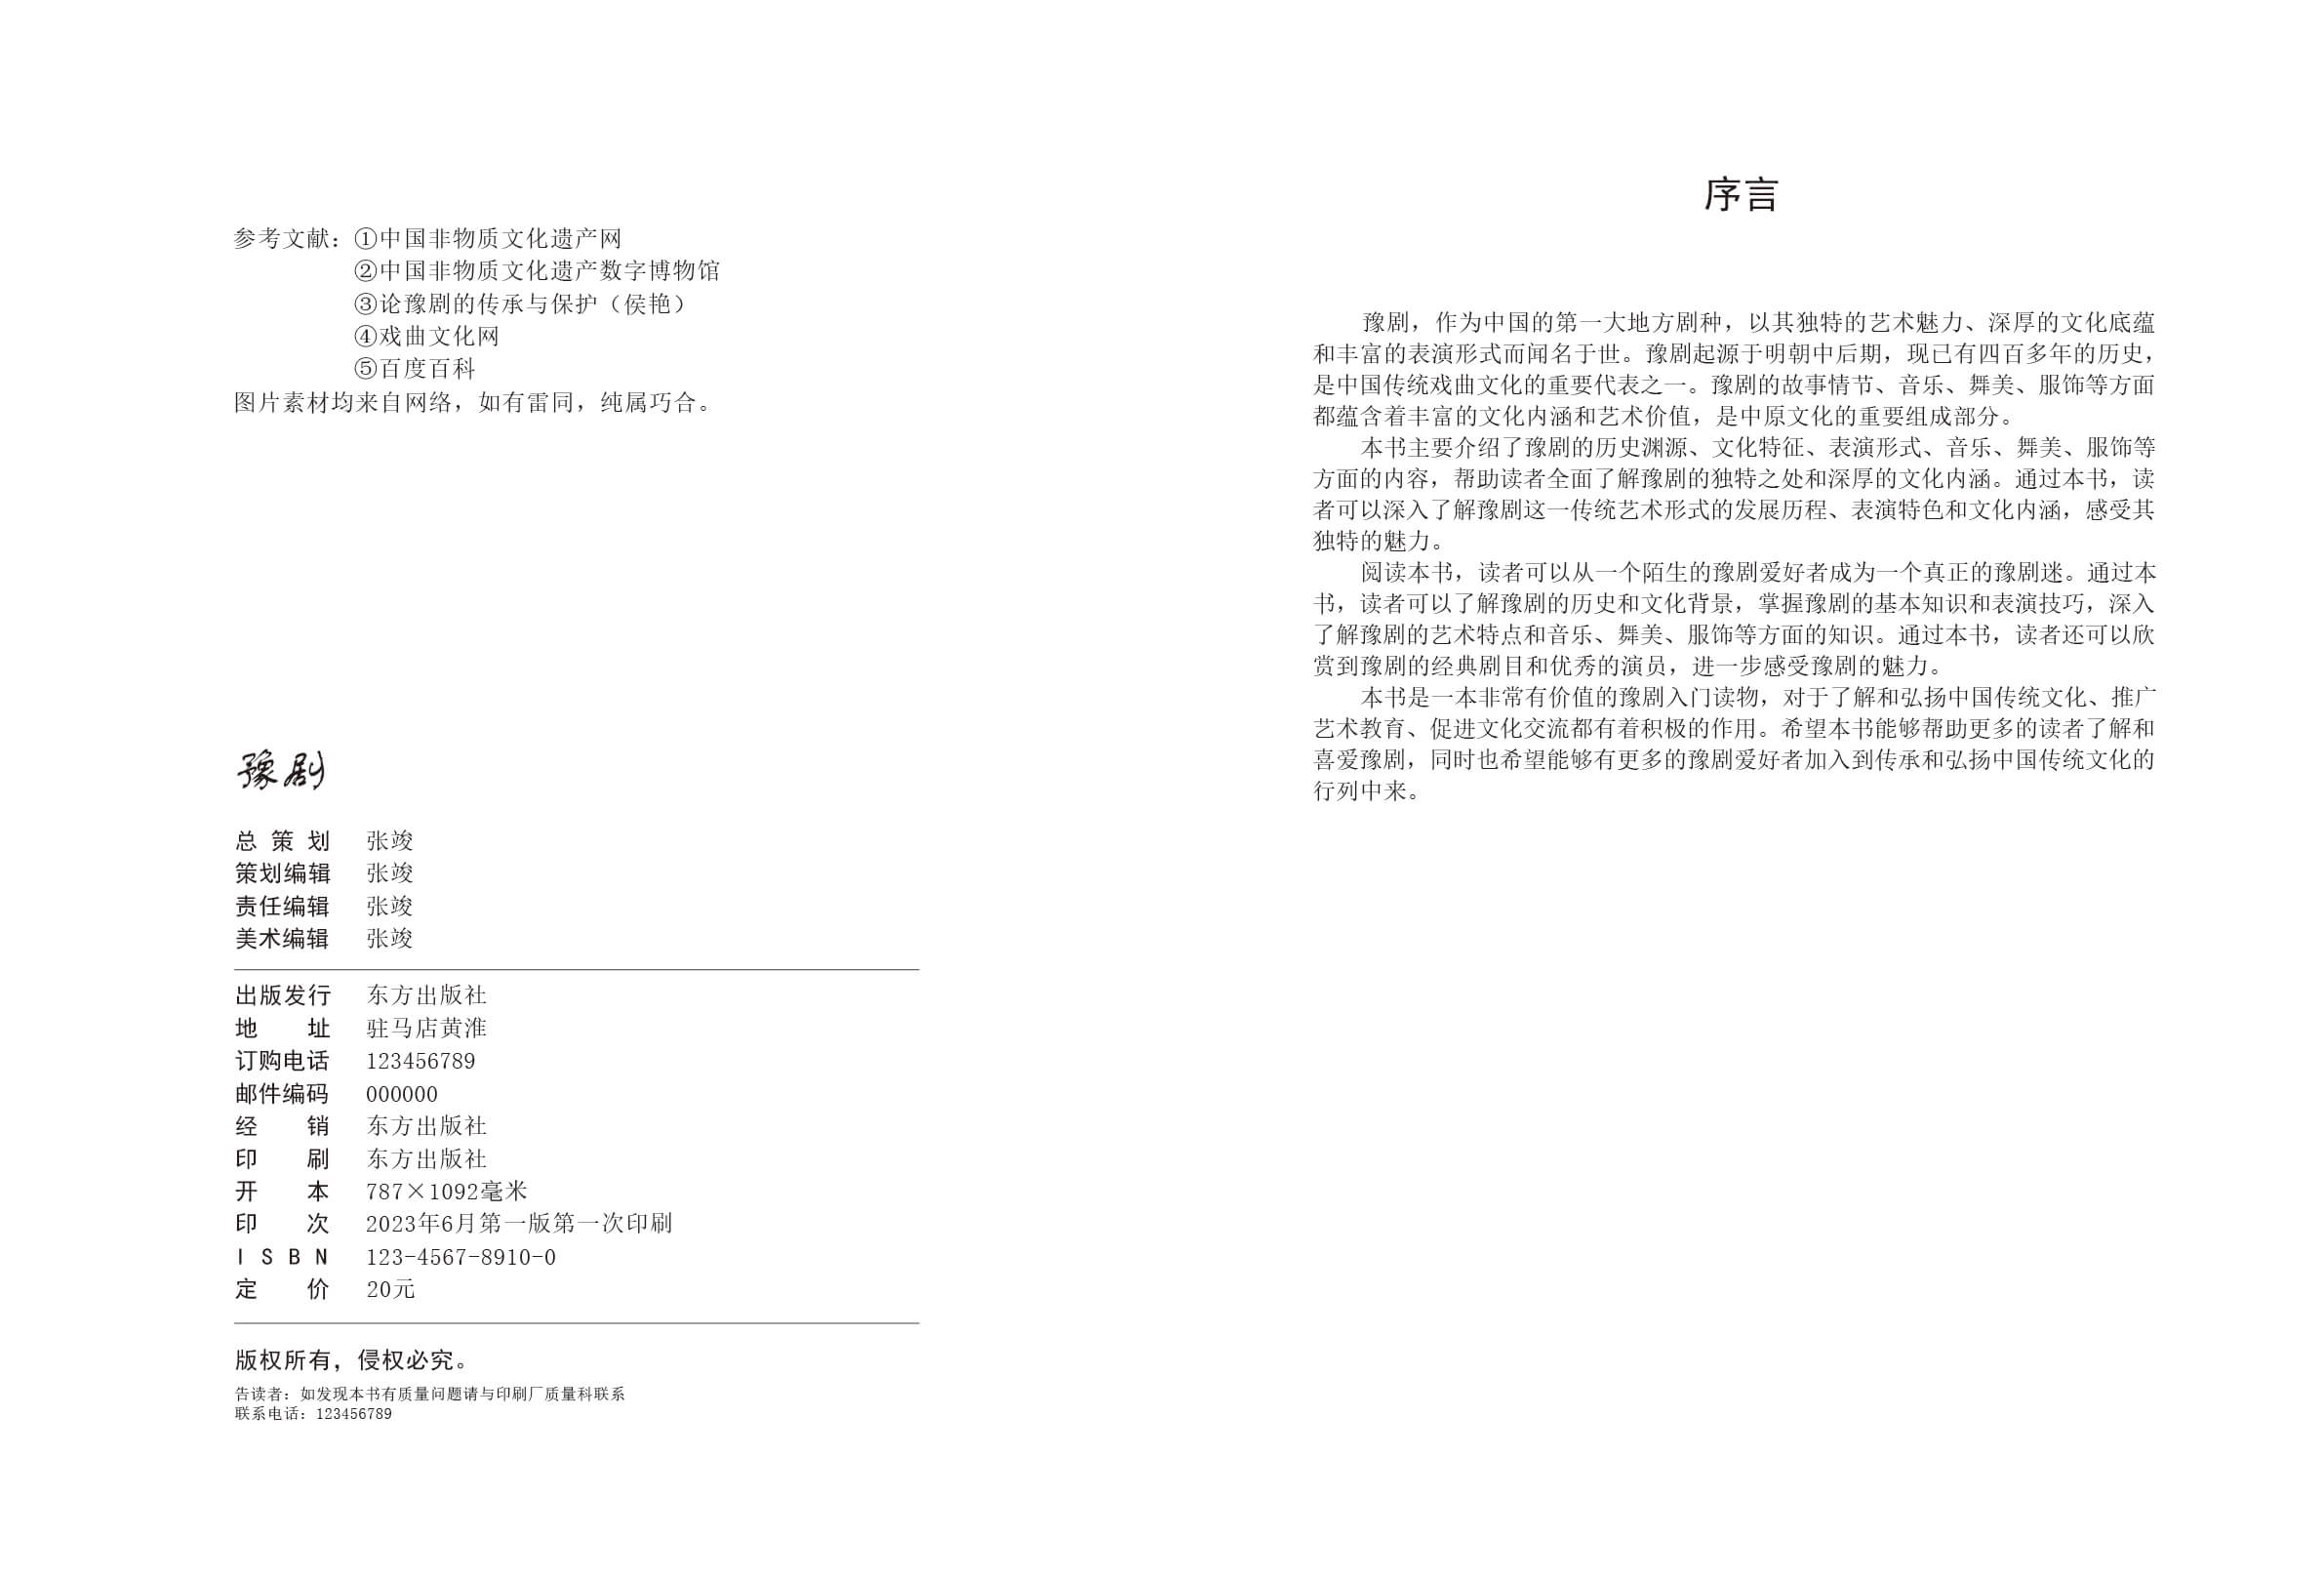 参考文献：①中国非物质文化遗产网
②中国非物质文化遗产数字博物馆
③论豫剧的传承与保护（侯艳）
④戏曲文化网
⑤百度百科
图片素材均来自网络，如有雷同，纯属巧合。
豫剧
总策划 张竣
策划编辑 张竣
责任编辑 张竣
美术编辑 张竣
出版发行 东方出版社
地址 驻马店黄淮
订购电话 123456789
邮件编码 000000
经销 东方出版社
印刷 东方出版社
开本 787×1092毫米
印次 2023年6月第一版第一次印刷
ISBN 123-4567-8910-0
定价 20元
版权所有，侵权必究。
告读者：如发现本书有质量问题请与印刷厂质量科联系
联系电话：123456789
序言
豫剧，作为中国的第一大地方剧种，以其独特的艺术魅力、深厚的文化底蕴
和丰富的表演形式而闻名于世。豫剧起源于明朝中后期，现已有四百多年的历史，
是中国传统戏曲文化的重要代表之一。豫剧的故事情节、音乐、舞美、服饰等方面
都蕴含着丰富的文化内涵和艺术价值，是中原文化的重要组成部分。
本书主要介绍了豫剧的历史渊源、文化特征、表演形式、音乐、舞美、服饰等
方面的内容，帮助读者全面了解豫剧的独特之处和深厚的文化内涵。通过本书，读
者可以深入了解豫剧这一传统艺术形式的发展历程、表演特色和文化内涵，感受其
独特的魅力。
阅读本书，读者可以从一个陌生的豫剧爱好者成为一个真正的豫剧迷。通过本
书，读者可以了解豫剧的历史和文化背景，掌握豫剧的基本知识和表演技巧，深入
了解豫剧的艺术特点和音乐、舞美、服饰等方面的知识。通过本书，读者还可以欣
赏到豫剧的经典剧目和优秀的演员，进一步感受豫剧的魅力。
本书是一本非常有价值的豫剧入门读物，对于了解和弘扬中国传统文化、推广
艺术教育、促进文化交流都有着积极的作用。希望本书能够帮助更多的读者了解和
喜爱豫剧，同时也希望能够有更多的豫剧爱好者加入到传承和弘扬中国传统文化的
行列中来。